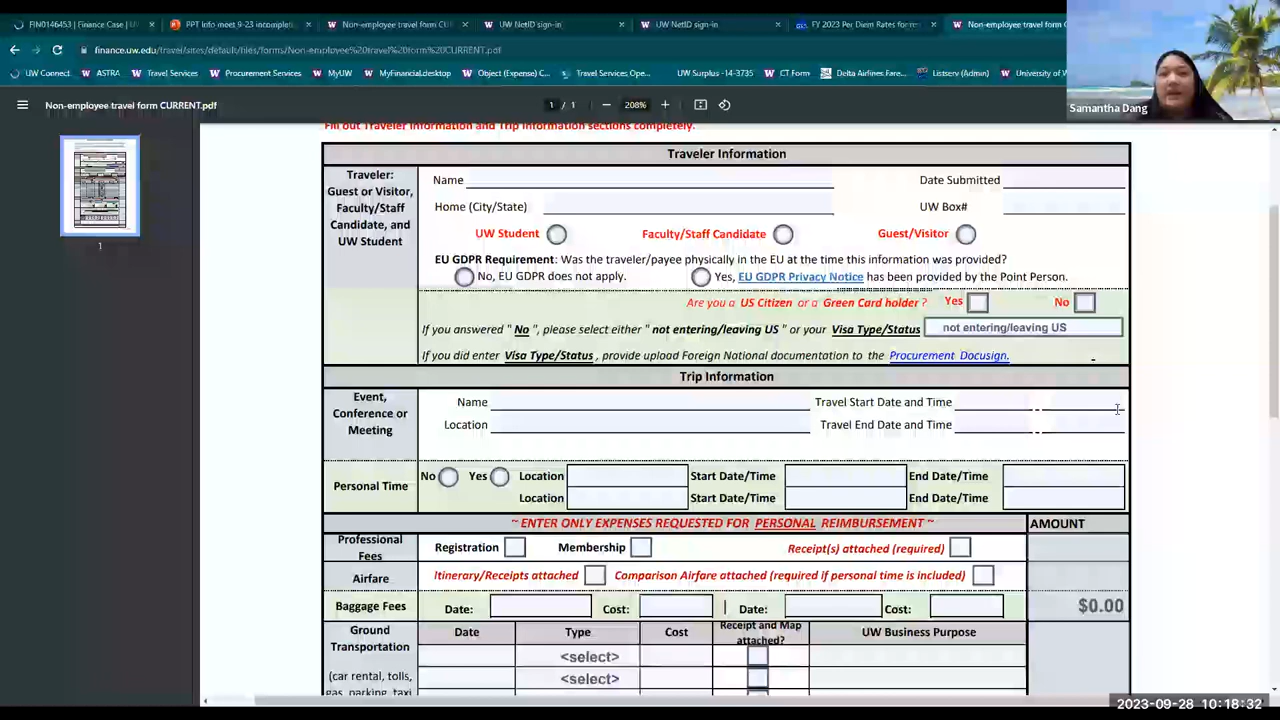 FIN0146453 | Finance Case
PPT Info meet 9-23 incompleti
Non-employee travel form C
UW NetID sign-in
UW NetID sign-in
FY 2023 Per Diem Rates for
Non-employee travel form
finance.uw.edu/travel/sites/default/files/forms/Non-employee%20travel%20form%20CURRENT.pdf
UW Connect
ASTRA
Travel Services
Procurement Services
MyUW
MyFinancial.desktop
Object (Expense) C...
Travel Services Ope...
UW Surplus -14-3735
CT Form
Delta Airlines Fare...
Listserv (Admin)
University of W
Samantha Dang
Non-employee travel form CURRENT.pdf
1 / 1
208%
1
Fill out Traveler Information and Trip Information sections completely.
Traveler Information
Traveler:
Guest or Visitor,
Faculty/Staff
Candidate, and
UW Student
Name
Date Submitted
Home (City/State)
UW Box#
UW Student
Faculty/Staff Candidate
Guest/Visitor
EU GDPR Requirement: Was the traveler/payee physically in the EU at the time this information was provided?
No, EU GDPR does not apply.
Yes, EU GDPR Privacy Notice has been provided by the Point Person.
Are you a US Citizen or a Green Card holder ?
Yes
No
If you answered " No ", please select either " not entering/leaving US " or your Visa Type/Status
not entering/leaving US
If you did enter Visa Type/Status , provide upload Foreign National documentation to the Procurement Docusign.
Trip Information
Event,
Conference or
Meeting
Name
Travel Start Date and Time
Location
Travel End Date and Time
Personal Time
No
Yes
Location
Start Date/Time
End Date/Time
Location
Start Date/Time
End Date/Time
~ ENTER ONLY EXPENSES REQUESTED FOR PERSONAL REIMBURSEMENT ~
AMOUNT
Professional
Fees
Registration
Membership
Receipt(s) attached (required)
Airfare
Itinerary/Receipts attached
Comparison Airfare attached (required if personal time is included)
Baggage Fees
Date:
Cost:
Date:
Cost:
$0.00
Ground
Transportation
(car rental, tolls,
gas, parking, taxi
Date
Type
Cost
Receipt and Map
attached?
UW Business Purpose
<select>
<select>
2023-09-28 10:18:32